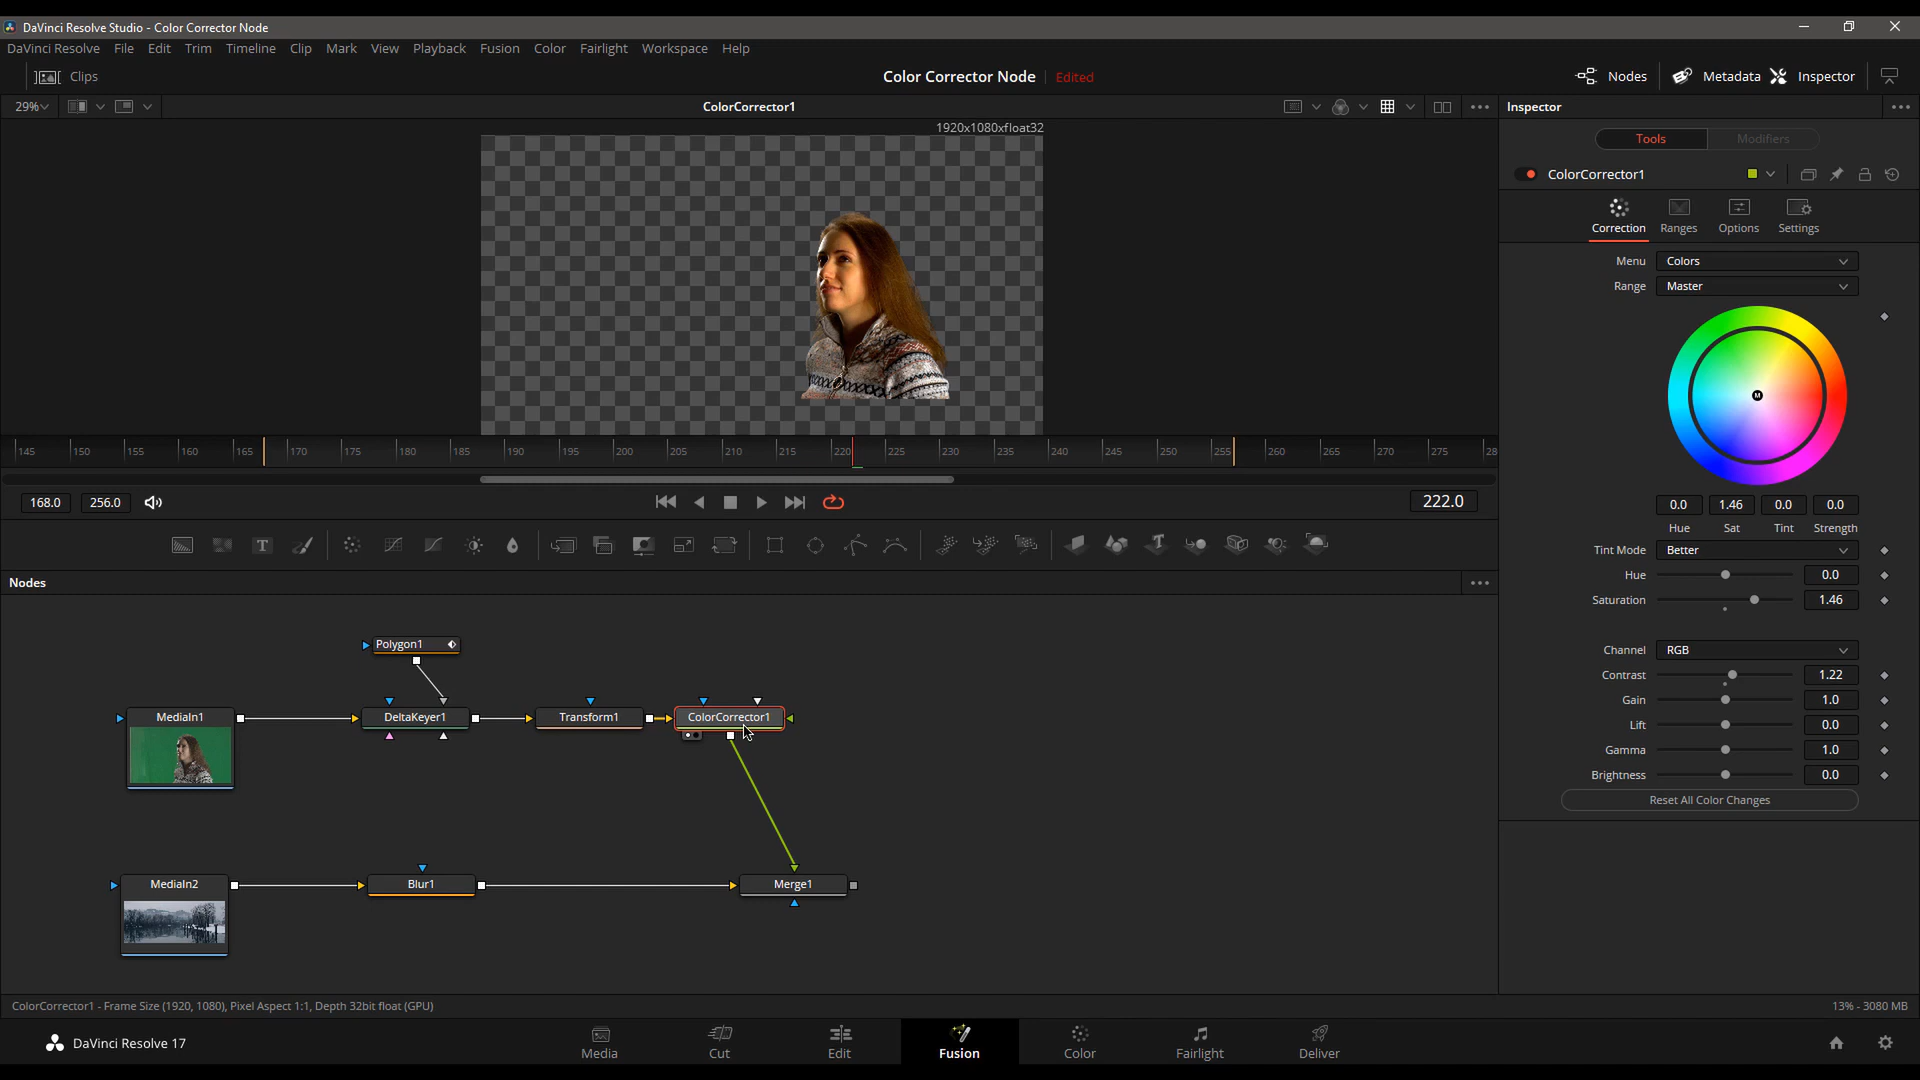 DaVinci Resolve Studio - Color Corrector Node
DaVinci Resolve File Edit Trim Timeline Clip Mark View Playback Fusion Color Fairlight Workspace Help
Clips Color Corrector Node Edited Nodes Metadata Inspector
29% ColorCorrector1 Inspector
1920x1080xfloat32
Tools Modifiers
ColorCorrector1
Correction Ranges Options Settings
Menu Colors
Range Master
M
145 150 155 160 165 170 175 180 185 190 195 200 205 210 215 220 225 230 235 240 245 250 255 260 265 270 275 28
168.0 256.0 222.0
0.0 1.46 0.0 0.0
Hue Sat Tint Strength
Tint Mode Better
Hue 0.0
Saturation 1.46
Channel RGB
Contrast 1.22
Gain 1.0
Lift 0.0
Gamma 1.0
Brightness 0.0
Reset All Color Changes
Nodes
Polygon1
MediaIn1 DeltaKeyer1 Transform1 ColorCorrector1
MediaIn2 Blur1 Merge1
ColorCorrector1 - Frame Size (1920, 1080), Pixel Aspect 1:1, Depth 32bit float (GPU) 13% - 3080 MB
DaVinci Resolve 17 Media Cut Edit Fusion Color Fairlight Deliver